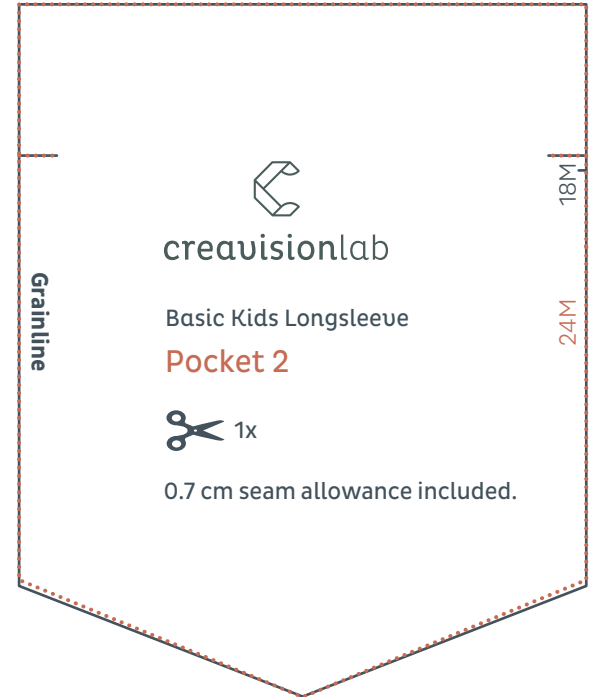 18M
creavisionlab
Grainline
24M
Basic Kids Longsleeve
Pocket 2
1x
0.7 cm seam allowance included.